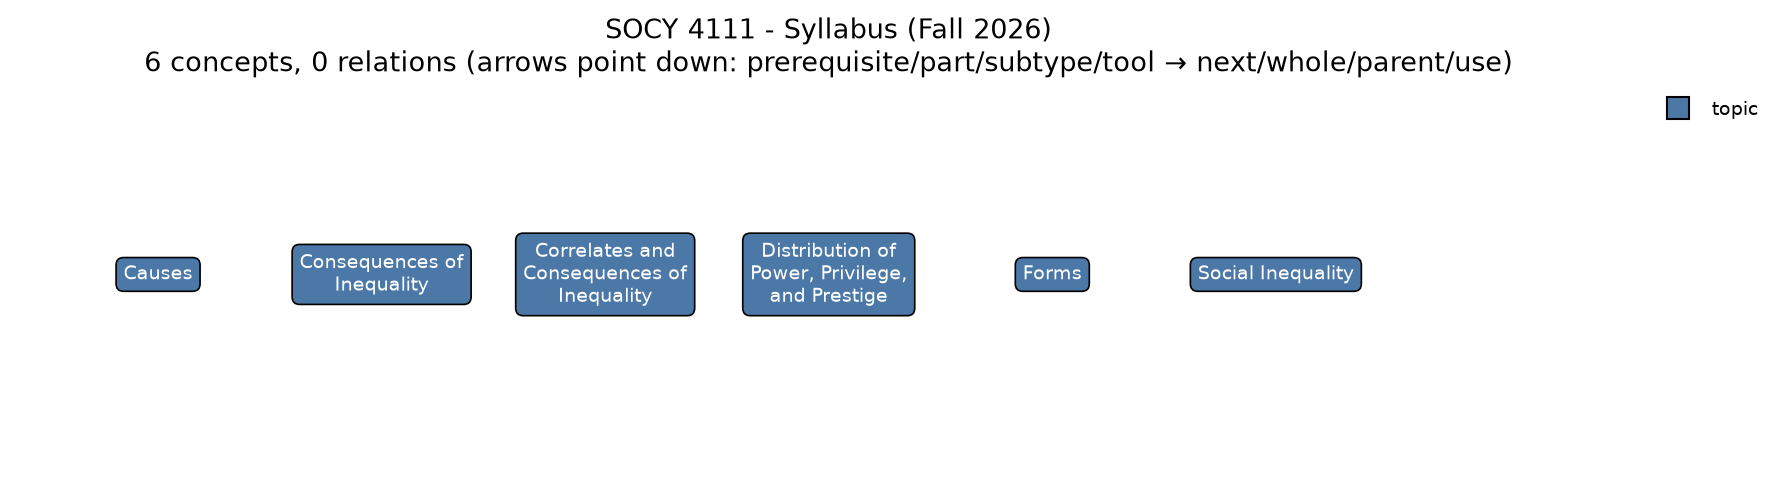 SOCY 4111 - Syllabus (Fall 2026)
6 concepts, 0 relations (arrows point down: prerequisite/part/subtype/tool → next/whole/parent/use)
topic
Causes
Consequences of
Inequality
Correlates and
Consequences of
Inequality
Distribution of
Power, Privilege,
and Prestige
Forms
Social Inequality